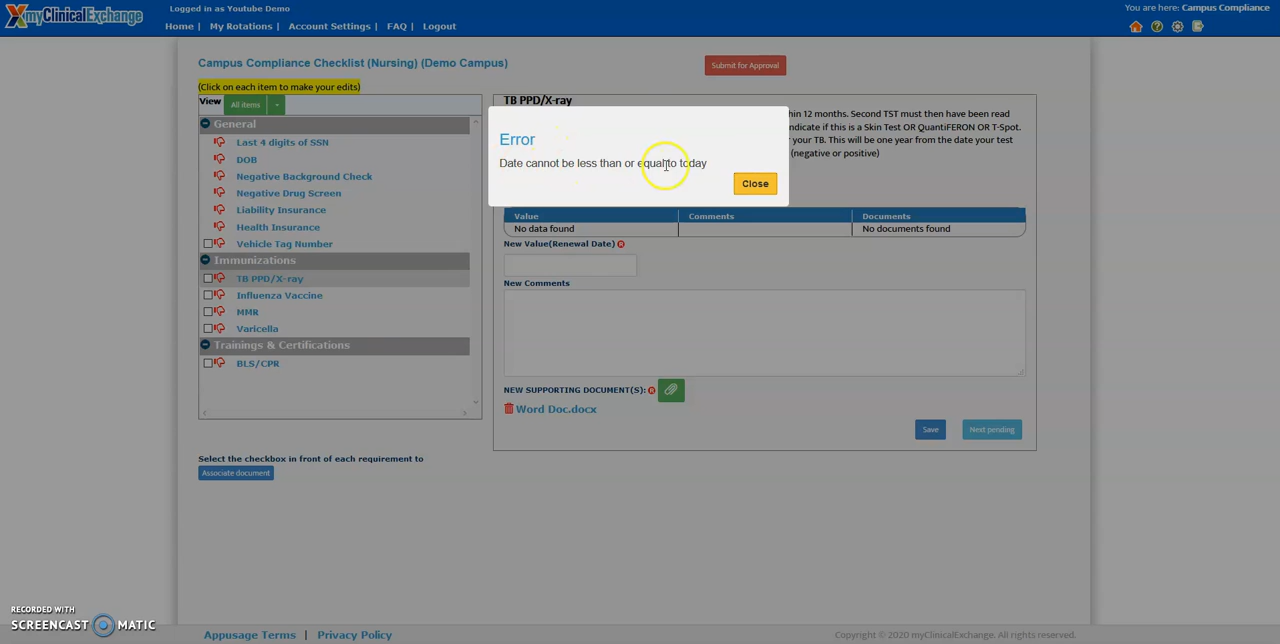 myClinicalExchange
Logged in as Youtube Demo
You are here: Campus Compliance
Home | My Rotations | Account Settings | FAQ | Logout
Campus Compliance Checklist (Nursing) (Demo Campus)
Submit for Approval
(Click on each item to make your edits)
View All items
General
Last 4 digits of SSN
DOB
Negative Background Check
Negative Drug Screen
Liability Insurance
Health Insurance
Vehicle Tag Number
Immunizations
TB PPD/X-ray
Influenza Vaccine
MMR
Varicella
Trainings & Certifications
BLS/CPR
Select the checkbox in front of each requirement to
Associate document
TB PPD/X-ray
hin 12 months. Second TST must then have been read
ndicate if this is a Skin Test OR QuantiFERON OR T-Spot.
your TB. This will be one year from the date your test
(negative or positive)
Error
Date cannot be less than or equal to today
Close
Value Comments Documents
No data found No documents found
New Value(Renewal Date)
New Comments
NEW SUPPORTING DOCUMENT(S):
Word Doc.docx
Save Next pending
RECORDED WITH
SCREENCAST MATIC
Appusage Terms | Privacy Policy
Copyright © 2020 myClinicalExchange. All rights reserved.